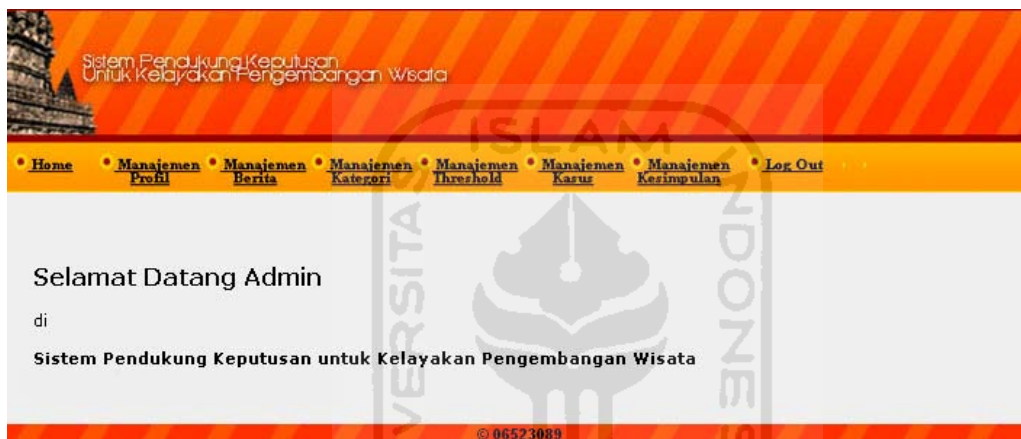 Sistem Pendukung Keputusan
Untuk Kelayakan Pengembangan Wisata
ISLAM
Home Manajemen Profil Manajemen Berita Manajemen Kategori Manajemen Threshold Manajemen Kasus Manajemen Kesimpulan Log Out
Selamat Datang Admin
di
Sistem Pendukung Keputusan untuk Kelayakan Pengembangan Wisata
© 06523089